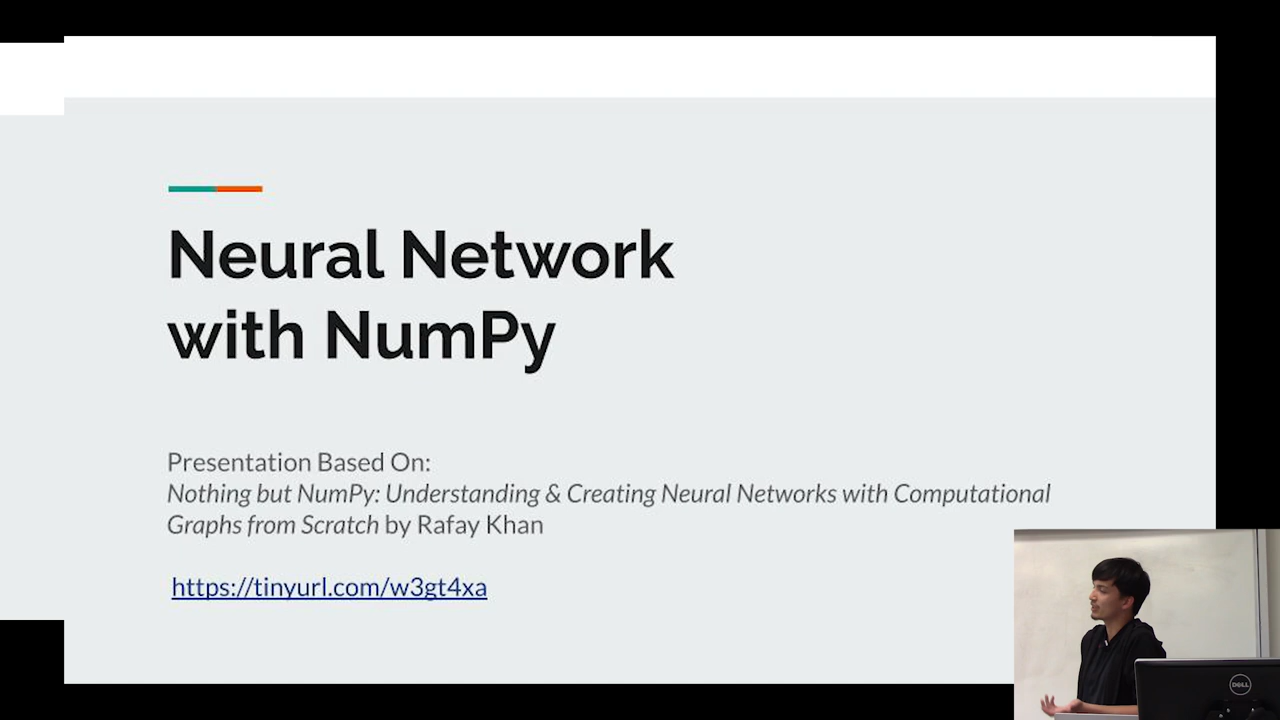 Neural Network
with NumPy
Presentation Based On:
Nothing but NumPy: Understanding & Creating Neural Networks with Computational
Graphs from Scratch by Rafay Khan
https://tinyurl.com/w3gt4xa
DELL